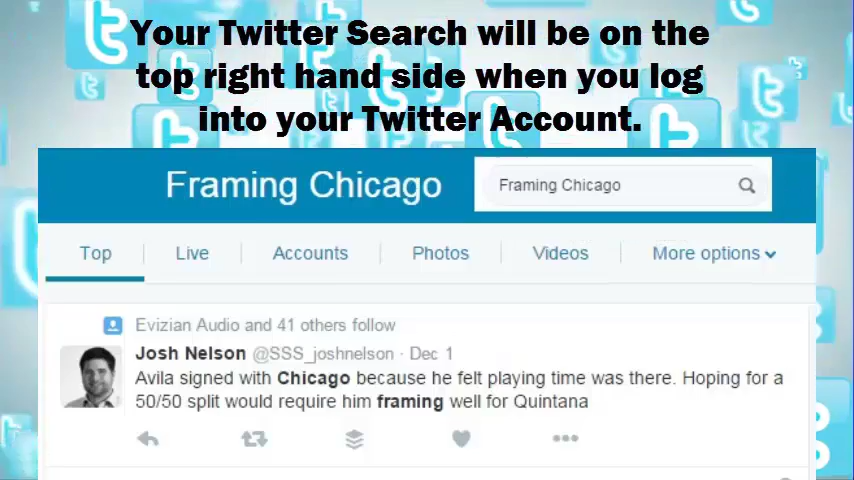 Your Twitter Search will be on the
top right hand side when you log
into your Twitter Account.
Framing Chicago
Framing Chicago
Top
Live
Accounts
Photos
Videos
More options
Evizian Audio and 41 others follow
Josh Nelson @SSS_joshnelson · Dec 1
Avila signed with Chicago because he felt playing time was there. Hoping for a
50/50 split would require him framing well for Quintana